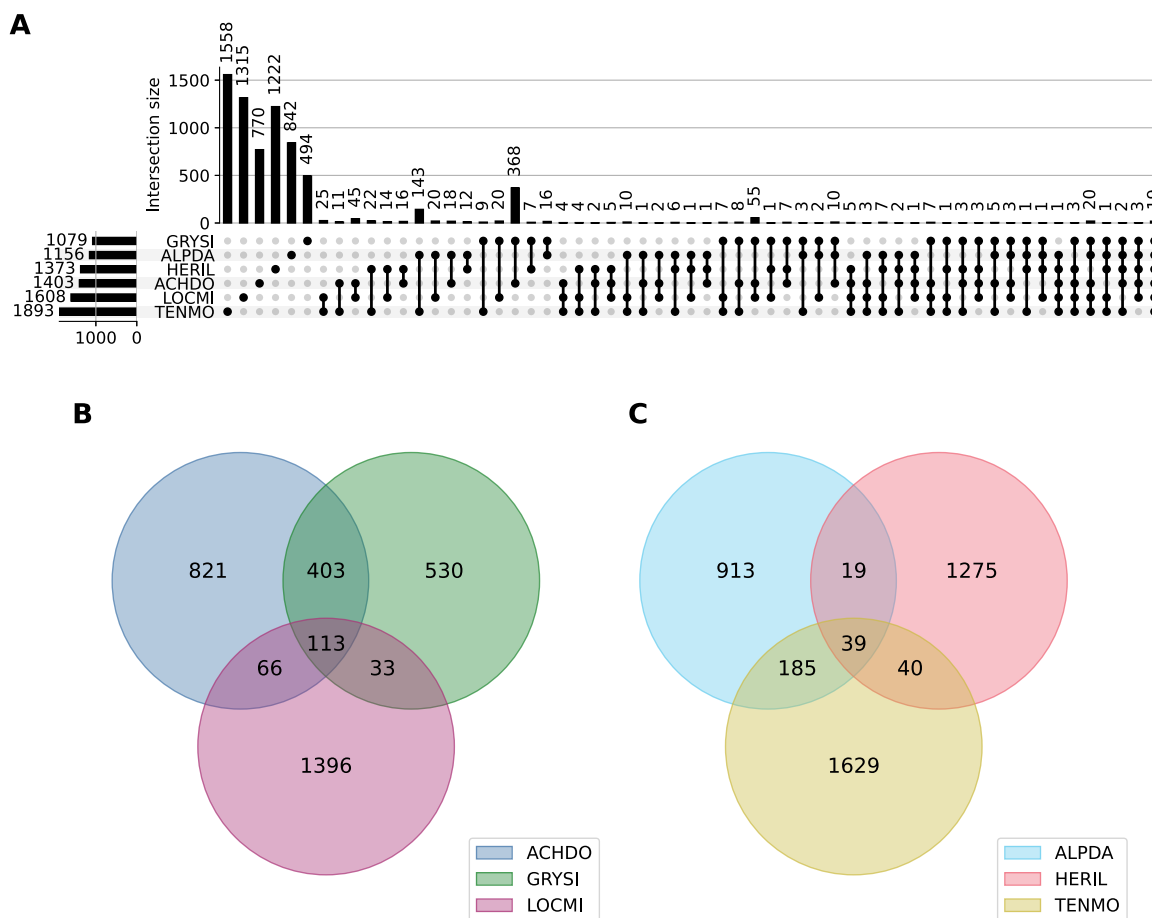 A
Intersection size
1500
1000
500
0
1558 1315 770 1222 842 494 25 11 45 22 14 16 143 20 18 12 9 20 368 7 16 4 4 2 5 10 1 2 6 1 1 7 8 55 1 7 3 2 10 5 3 7 2 1 7 1 3 3 5 1 3 1 1 3 20 1 2 3
1079 GRYSI
1156 ALPDA
1373 HERIL
1403 ACHDO
1608 LOCMI
1893 TENMO
1000 0
B
821
403
530
113
66
33
1396
ACHDO
GRYSI
LOCMI
C
913
19
1275
39
185
40
1629
ALPDA
HERIL
TENMO